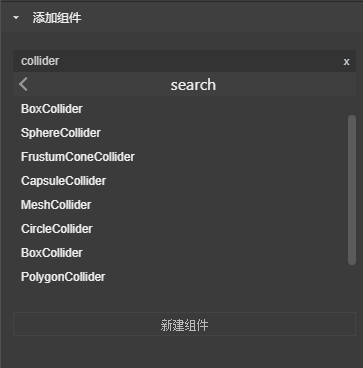 添加组件
collider x
search
BoxCollider
SphereCollider
FrustumConeCollider
CapsuleCollider
MeshCollider
CircleCollider
BoxCollider
PolygonCollider
新建组件